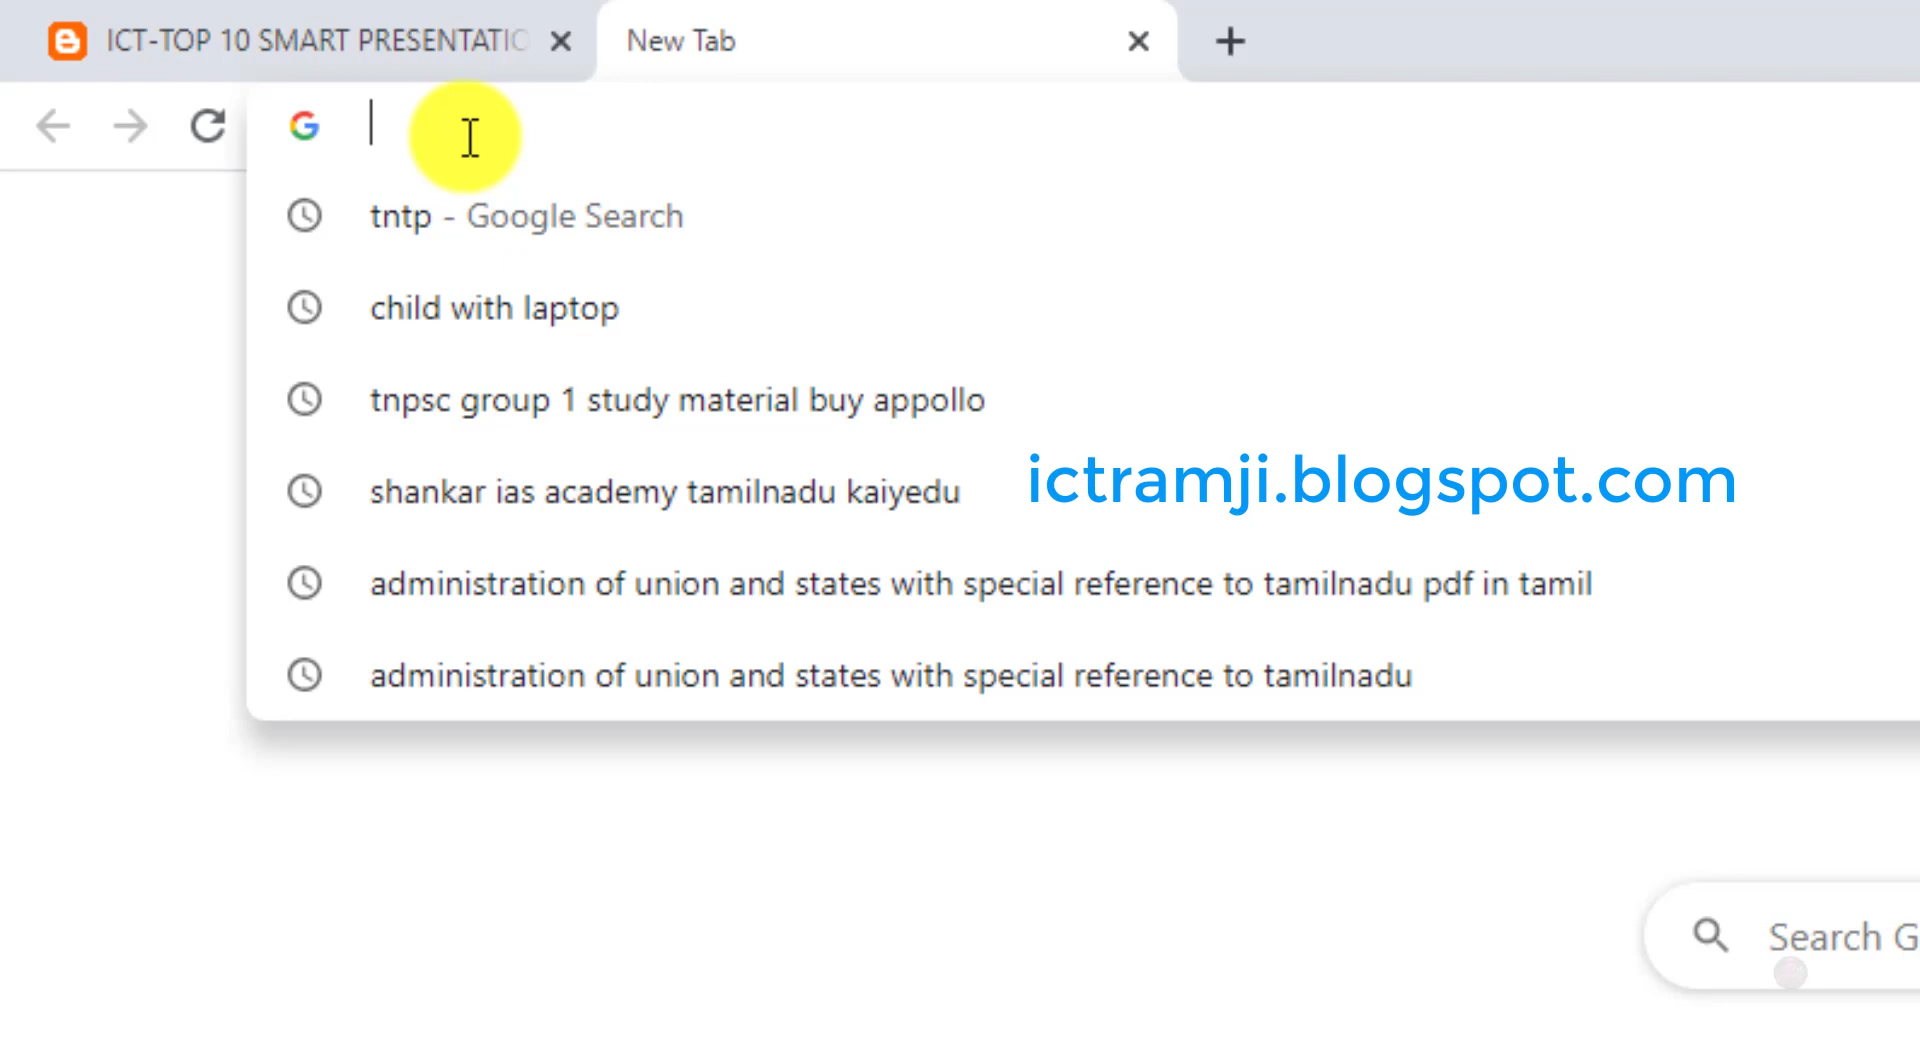 ICT-TOP 10 SMART PRESENTATIO
New Tab
tntp - Google Search
child with laptop
tnpsc group 1 study material buy appollo
shankar ias academy tamilnadu kaiyedu
ictramji.blogspot.com
administration of union and states with special reference to tamilnadu pdf in tamil
administration of union and states with special reference to tamilnadu
Search G